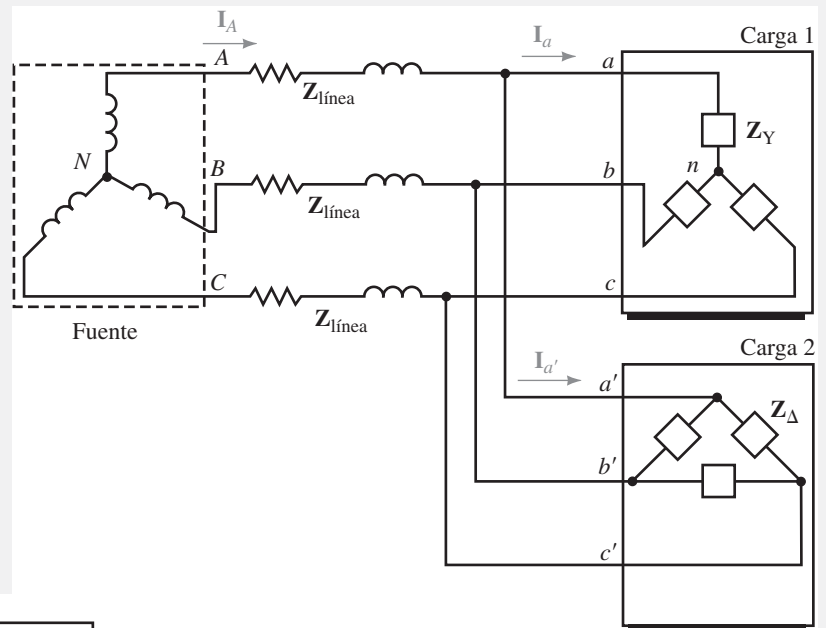 I_A
A
Z_línea
I_a
a
Carga 1
Z_Y
N
B
Z_línea
b
n
C
Z_línea
c
Fuente
Carga 2
I_a'
a'
Z_Δ
b'
c'